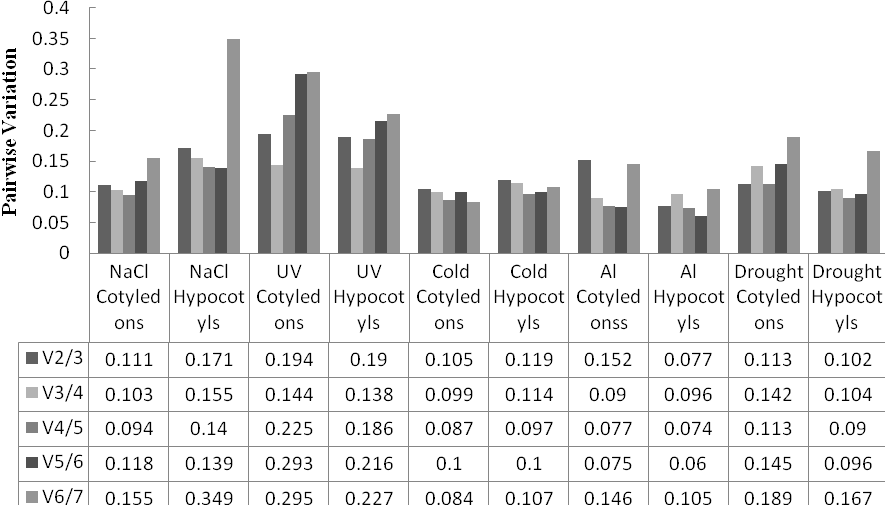 0.4
0.35
0.3
0.25
0.2
0.15
0.1
0.05
0
Pairwise Variation
NaCl Cotyled ons
NaCl Hypocot yls
UV Cotyled ons
UV Hypocot yls
Cold Cotyled ons
Cold Hypocot yls
Al Cotyled onss
Al Hypocot yls
Drought Cotyled ons
Drought Hypocot yls
V2/3 0.111 0.171 0.194 0.19 0.105 0.119 0.152 0.077 0.113 0.102
V3/4 0.103 0.155 0.144 0.138 0.099 0.114 0.09 0.096 0.142 0.104
V4/5 0.094 0.14 0.225 0.186 0.087 0.097 0.077 0.074 0.113 0.09
V5/6 0.118 0.139 0.293 0.216 0.1 0.1 0.075 0.06 0.145 0.096
V6/7 0.155 0.349 0.295 0.227 0.084 0.107 0.146 0.105 0.189 0.167